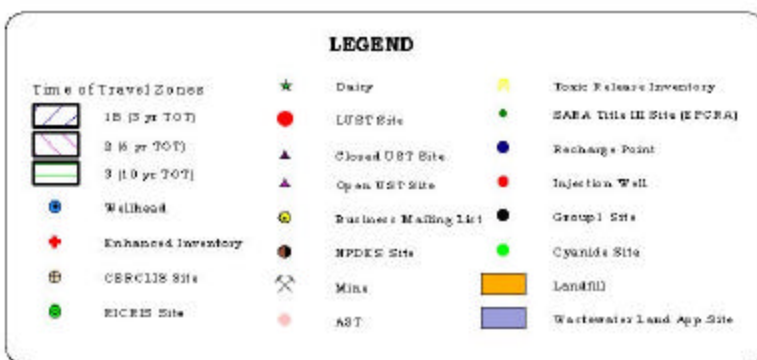 LEGEND
Time of Travel Zones
1B (3 yr TOT)
2 (6 yr TOT)
3 (10 yr TOT)
Wellhead
Enhanced Inventory
CERCLIS Site
RICRIS Site
Dairy
LUST Site
Closed UST Site
Open UST Site
Business Mailing List
NPDES Site
Mine
AST
Toxic Release Inventory
SARA Title III Site (EPCRA)
Recharge Point
Injection Well
Group1 Site
Cyanide Site
Landfill
Wastewater Land App. Site